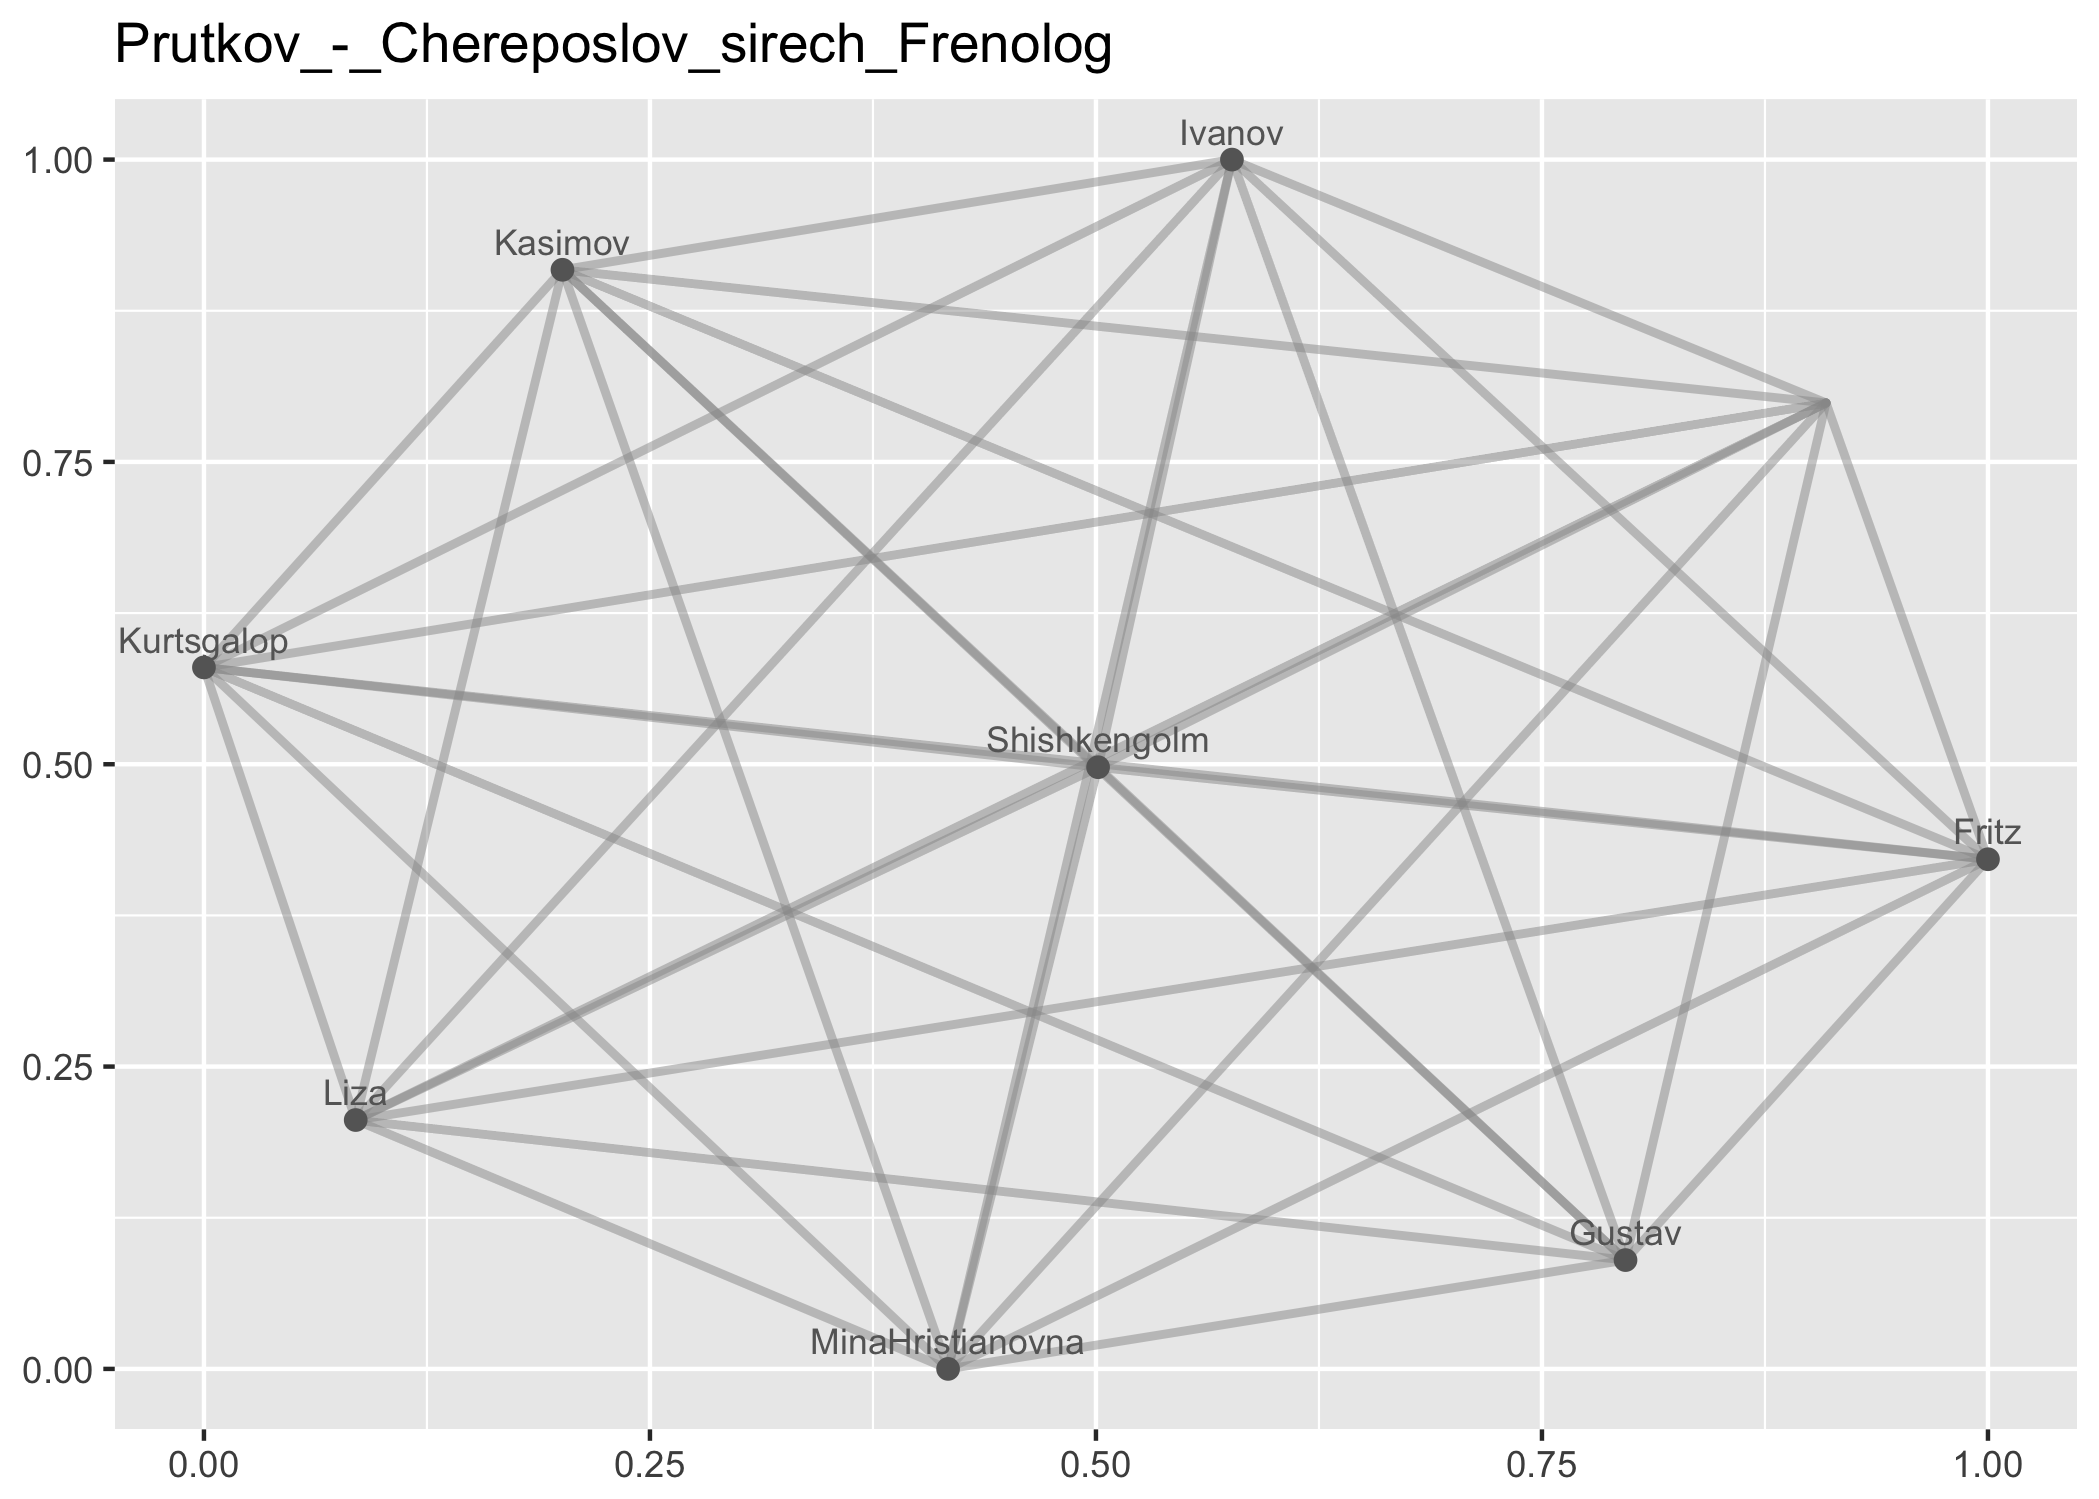 Prutkov_-_Chereposlov_sirech_Frenolog
Ivanov
1.00
Kasimov
0.75
Kurtsgalop
Shishkengolm
0.50
Fritz
0.25
Liza
Gustav
MinaHristianovna
0.00
0.00 0.25 0.50 0.75 1.00